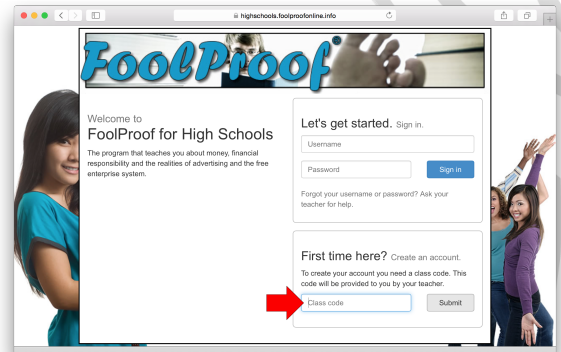 highschools.foolproofonline.info
FoolProof®
Welcome to
FoolProof for High Schools
The program that teaches you about money, financial
responsibility and the realities of advertising and the free
enterprise system.
Let's get started. Sign in.
Username
Password
Sign in
Forgot your username or password? Ask your
teacher for help.
First time here? Create an account.
To create your account you need a class code. This
code will be provided to you by your teacher.
Class code
Submit